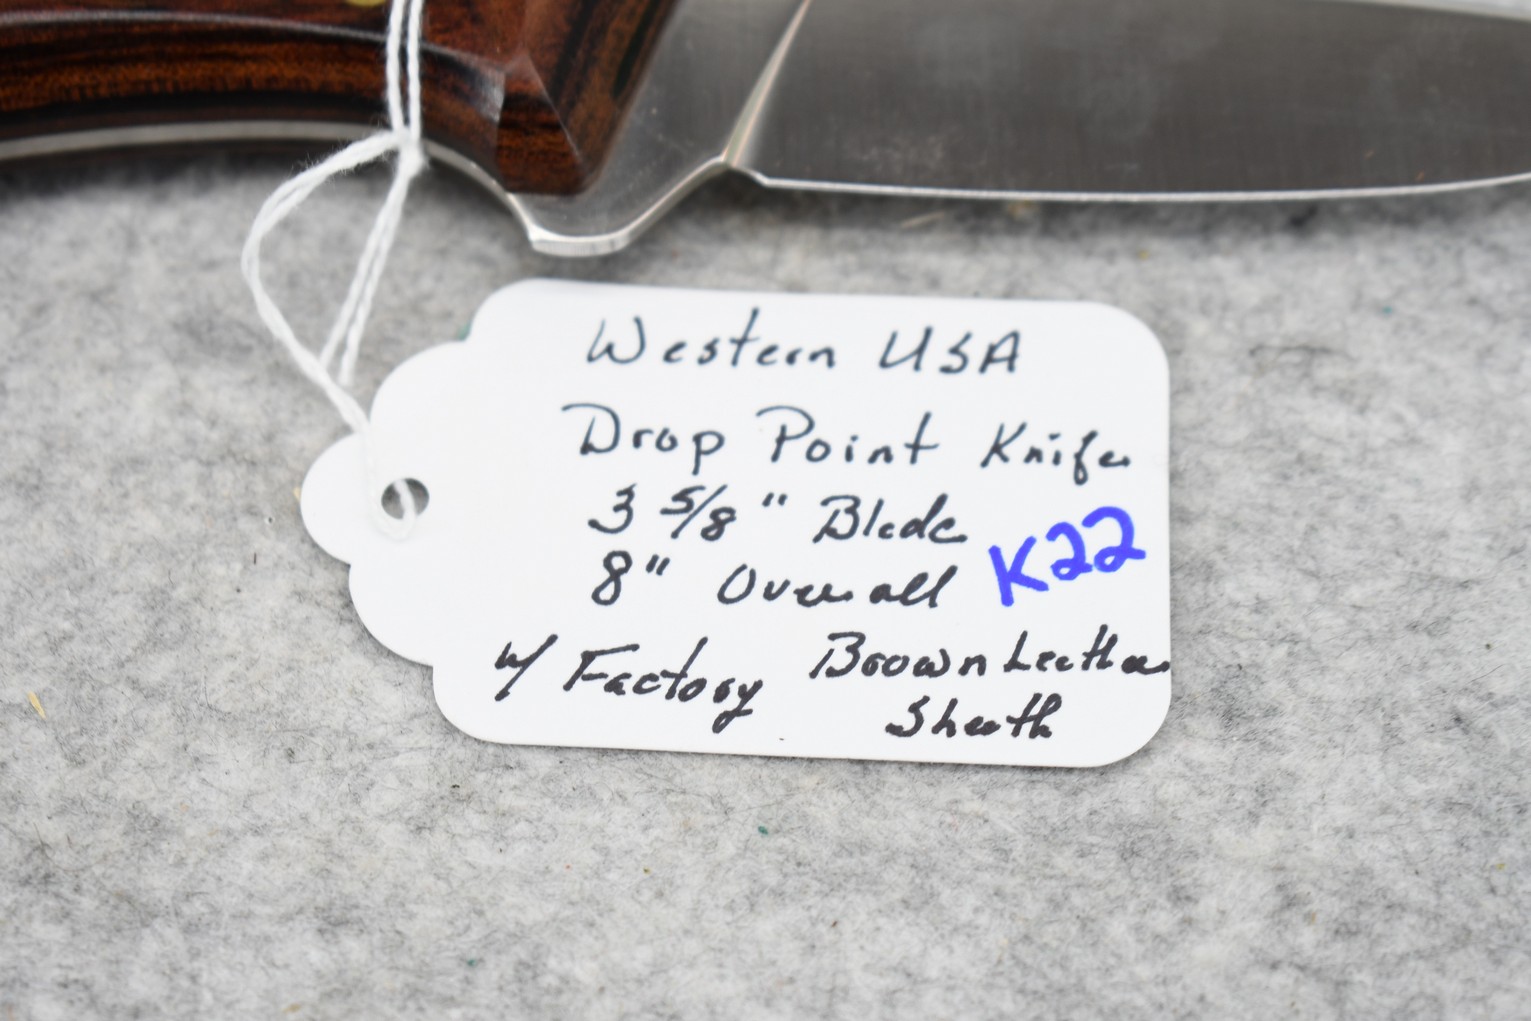 Western USA
Drop Point Knife
3 5/8" Blade
K22
8" Overall
w/ Factory Brown Leather
Sheath